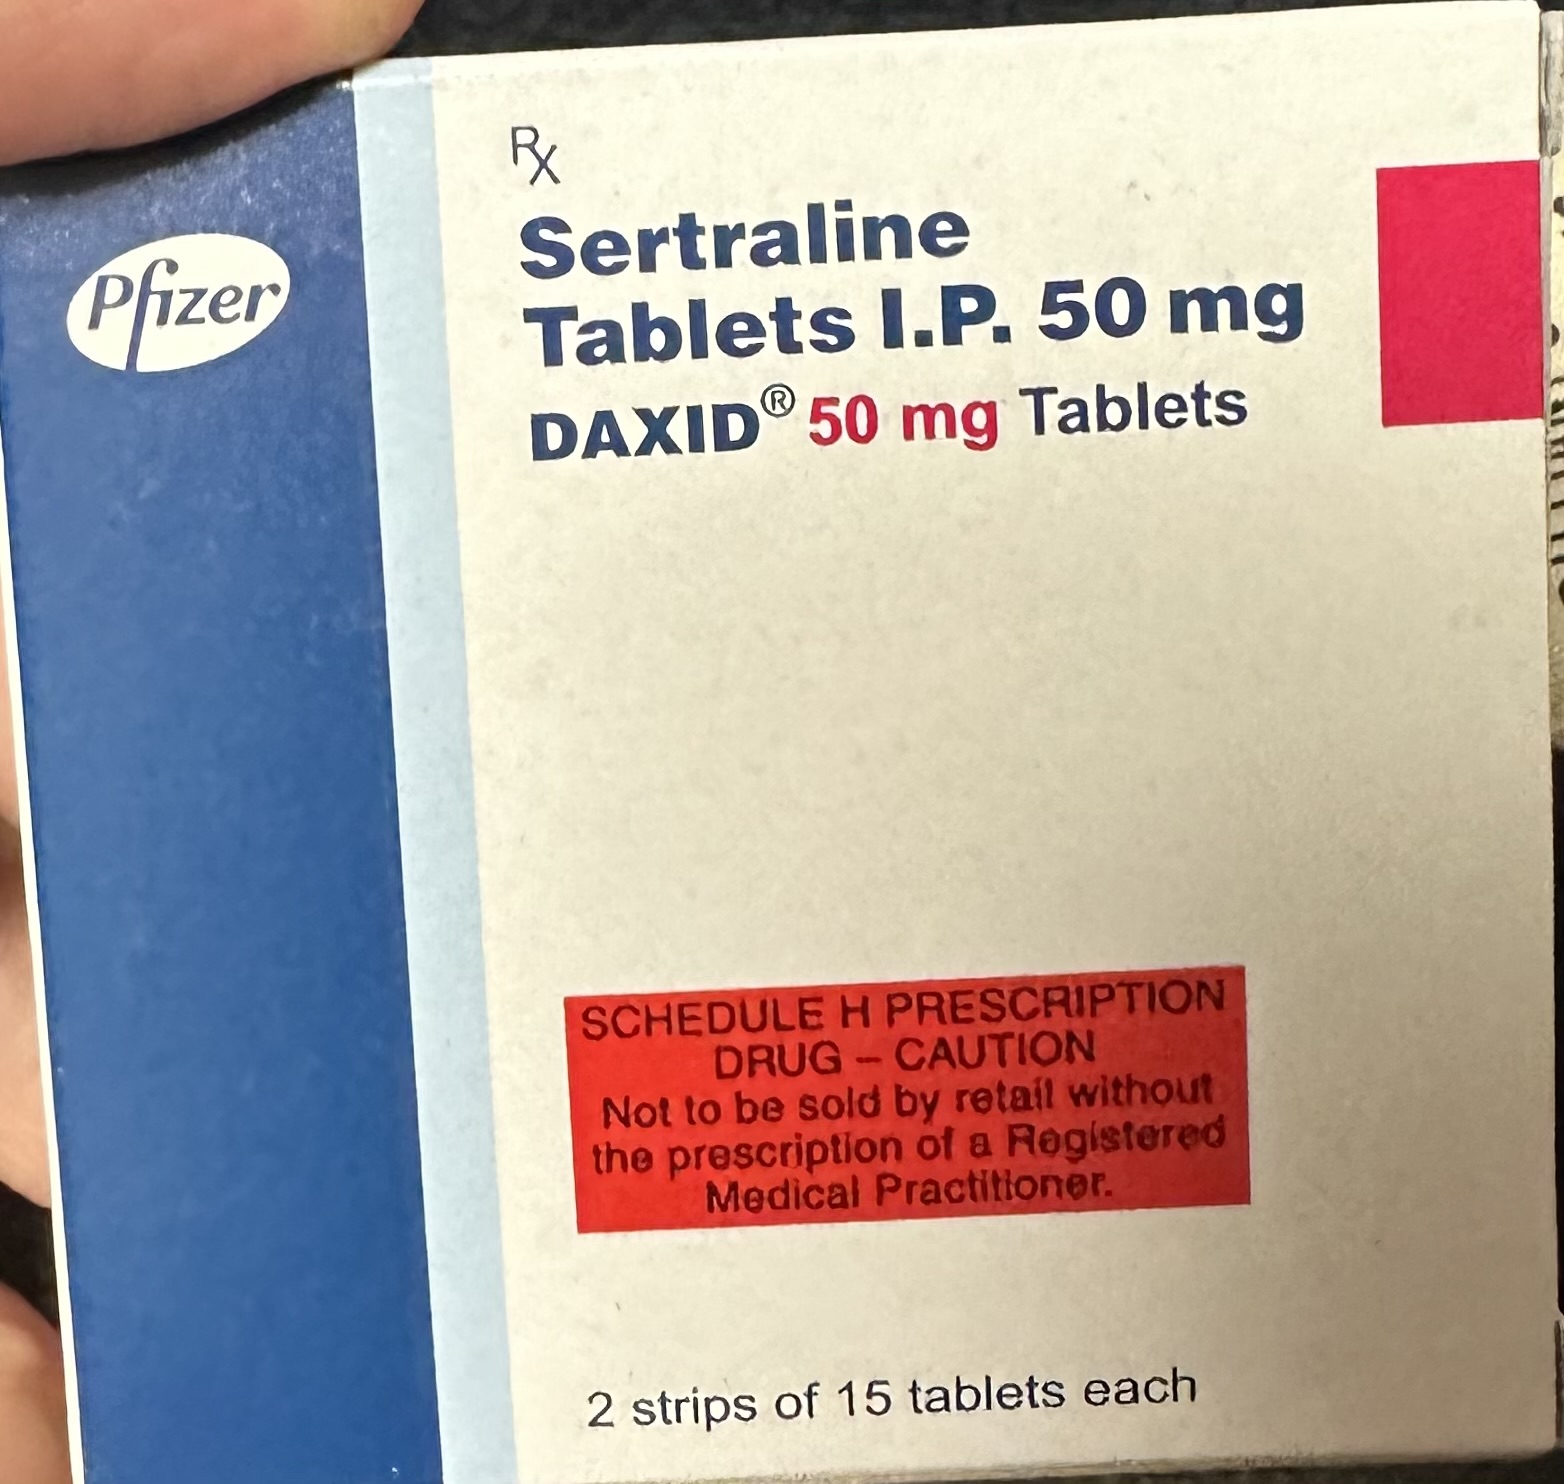 Pfizer
Rx
Sertraline
Tablets I.P. 50 mg
DAXID® 50 mg Tablets
SCHEDULE H PRESCRIPTION
DRUG – CAUTION
Not to be sold by retail without
the prescription of a Registered
Medical Practitioner.
2 strips of 15 tablets each